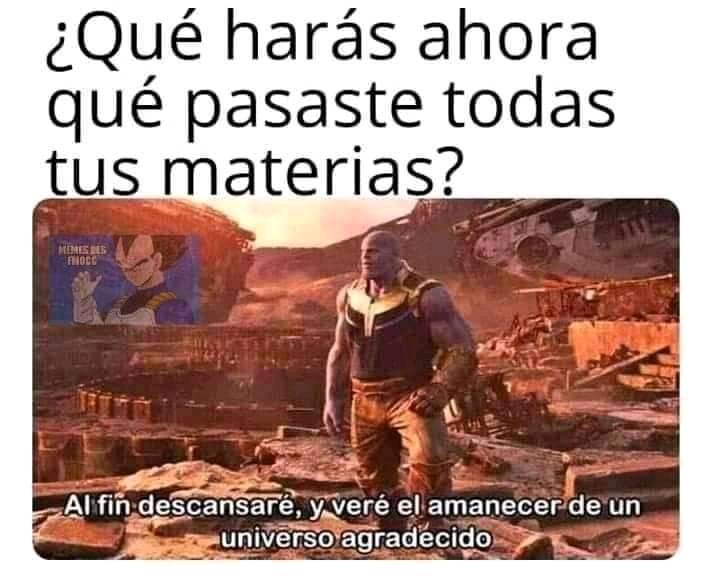 ¿Qué harás ahora
qué pasaste todas
tus materias?
MEMES DES
Al fin descansaré, y veré el amanecer de un
universo agradecido